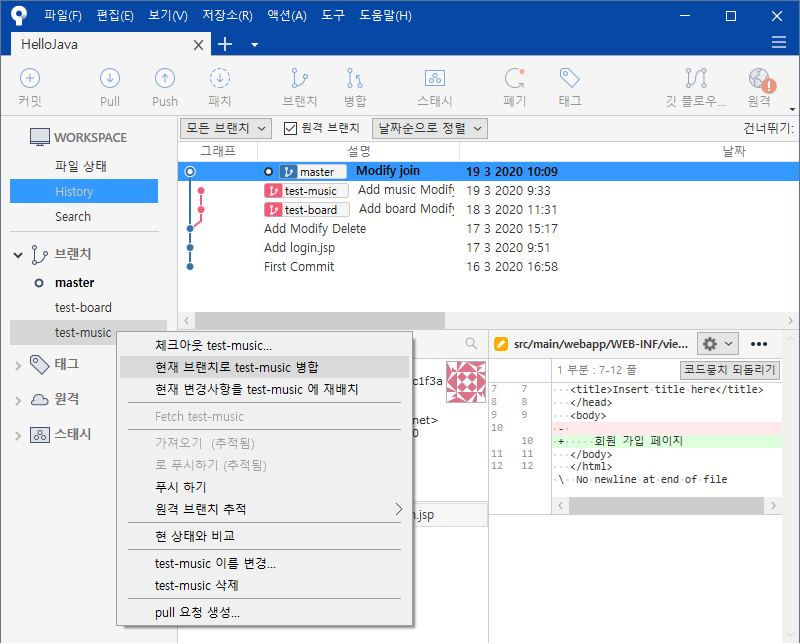 파일(F) 편집(E) 보기(V) 저장소(R) 액션(A) 도구 도움말(H)
HelloJava
커밋 Pull Push 패치 브랜치 병합 스태시 폐기 태그 깃 플로우... 원격
WORKSPACE
파일 상태
History
Search
브랜치
master
test-board
test-music
태그
원격
스태시
모든 브랜치 원격 브랜치 날짜순으로 정렬 건너뛰기:
그래프 설명 날짜
master Modify join 19 3 2020 10:09
test-music Add music Modify 19 3 2020 9:33
test-board Add board Modify 18 3 2020 11:31
Add Modify Delete 17 3 2020 15:17
Add login.jsp 17 3 2020 9:51
First Commit 16 3 2020 16:58
체크아웃 test-music...
현재 브랜치로 test-music 병합
현재 변경사항을 test-music 에 재배치
Fetch test-music
가져오기 (추적됨)
로 푸시하기 (추적됨)
푸시 하기
원격 브랜치 추적
현 상태와 비교
test-music 이름 변경...
test-music 삭제
pull 요청 생성...
c1f3a
net>
0
n.jsp
src/main/webapp/WEB-INF/vie...
1 부분 : 7-12 줄 코드뭉치 되돌리기
7 7 <title>Insert title here</title>
8 8 </head>
9 9 <body>
10 -
10 + 회원 가입 페이지
11 11 </body>
12 12 </html>
\ No newline at end of file